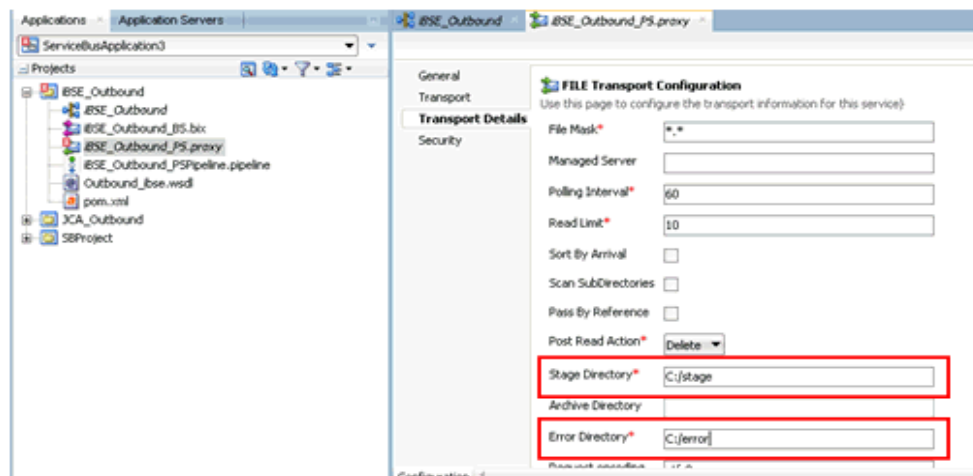 Applications
Application Servers
ServiceBusApplication3
Projects
iBSE_Outbound
iBSE_Outbound
iBSE_Outbound_BS.bix
iBSE_Outbound_PS.proxy
iBSE_Outbound_PSPipeline.pipeline
Outbound_ibse.wsdl
pom.xml
JCA_Outbound
SBProject
iBSE_Outbound
iBSE_Outbound_PS.proxy
General
Transport
Transport Details
Security
FILE Transport Configuration
Use this page to configure the transport information for this service}
File Mask* *.*
Managed Server
Polling Interval* 60
Read Limit* 10
Sort By Arrival
Scan SubDirectories
Pass By Reference
Post Read Action* Delete
Stage Directory* C:/stage
Archive Directory
Error Directory* C:/error
Request encoding
Configuration